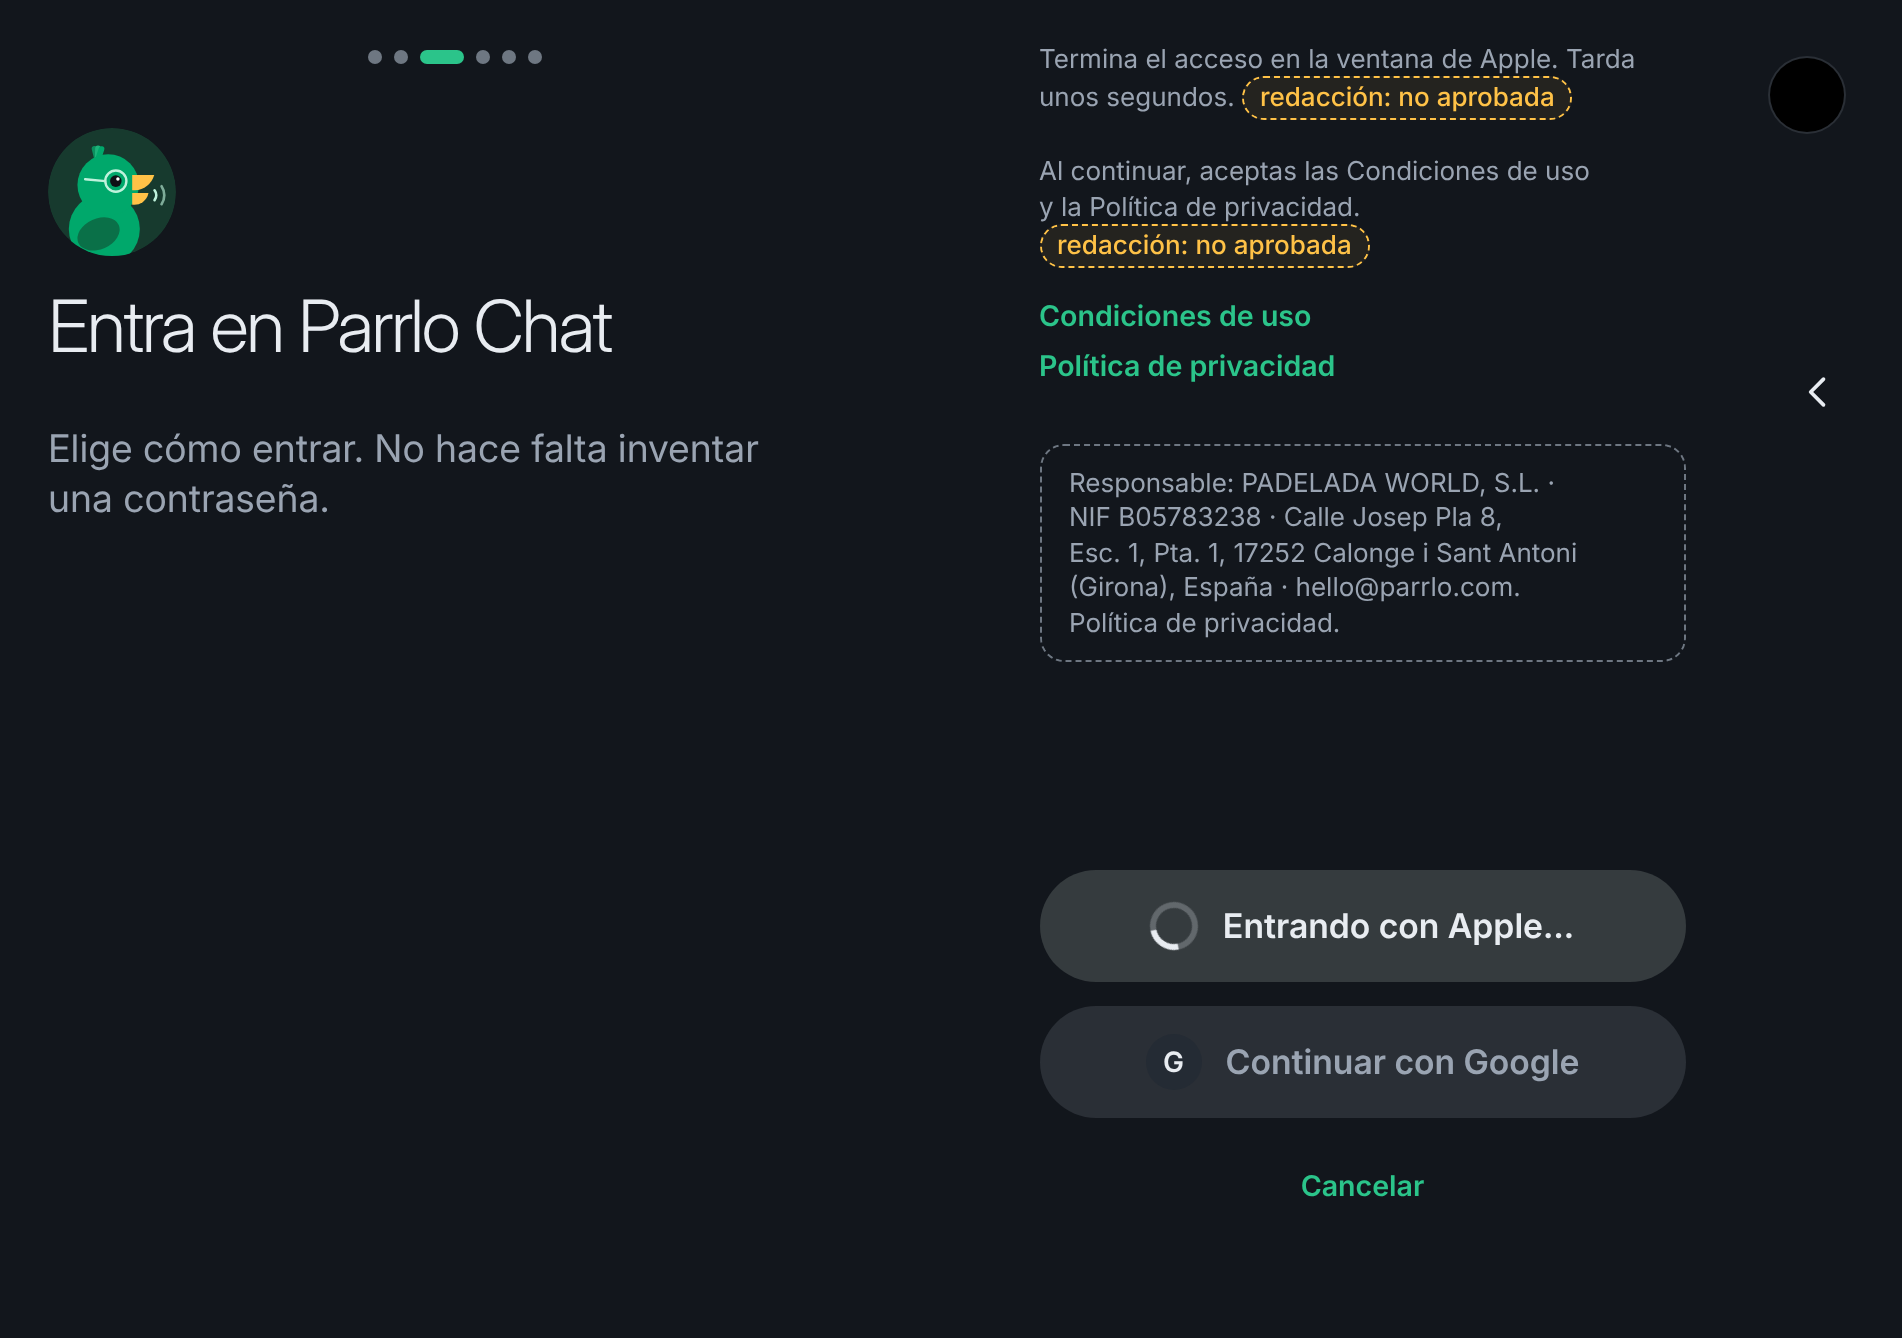 Entra en Parrlo Chat
Elige cómo entrar. No hace falta inventar
una contraseña.
Termina el acceso en la ventana de Apple. Tarda
unos segundos. redacción: no aprobada
Al continuar, aceptas las Condiciones de uso
y la Política de privacidad.
redacción: no aprobada
Condiciones de uso
Política de privacidad
Responsable: PADELADA WORLD, S.L. ·
NIF B05783238 · Calle Josep Pla 8,
Esc. 1, Pta. 1, 17252 Calonge i Sant Antoni
(Girona), España · hello@parrlo.com.
Política de privacidad.
Entrando con Apple...
G Continuar con Google
Cancelar